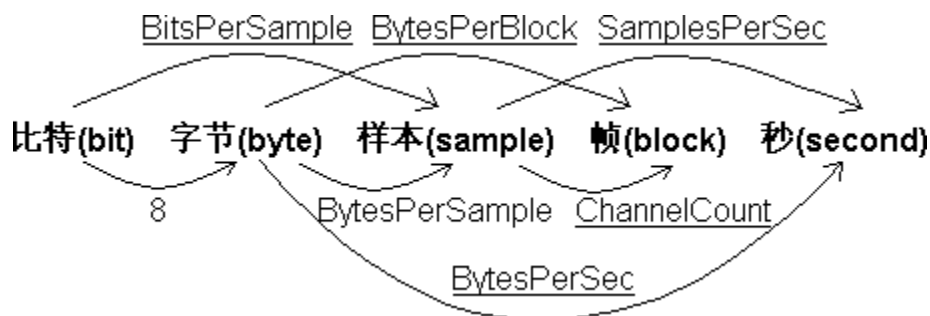 BitsPerSample BytesPerBlock SamplesPerSec
比特(bit) 字节(byte) 样本(sample) 帧(block) 秒(second)
8 BytesPerSample ChannelCount
BytesPerSec